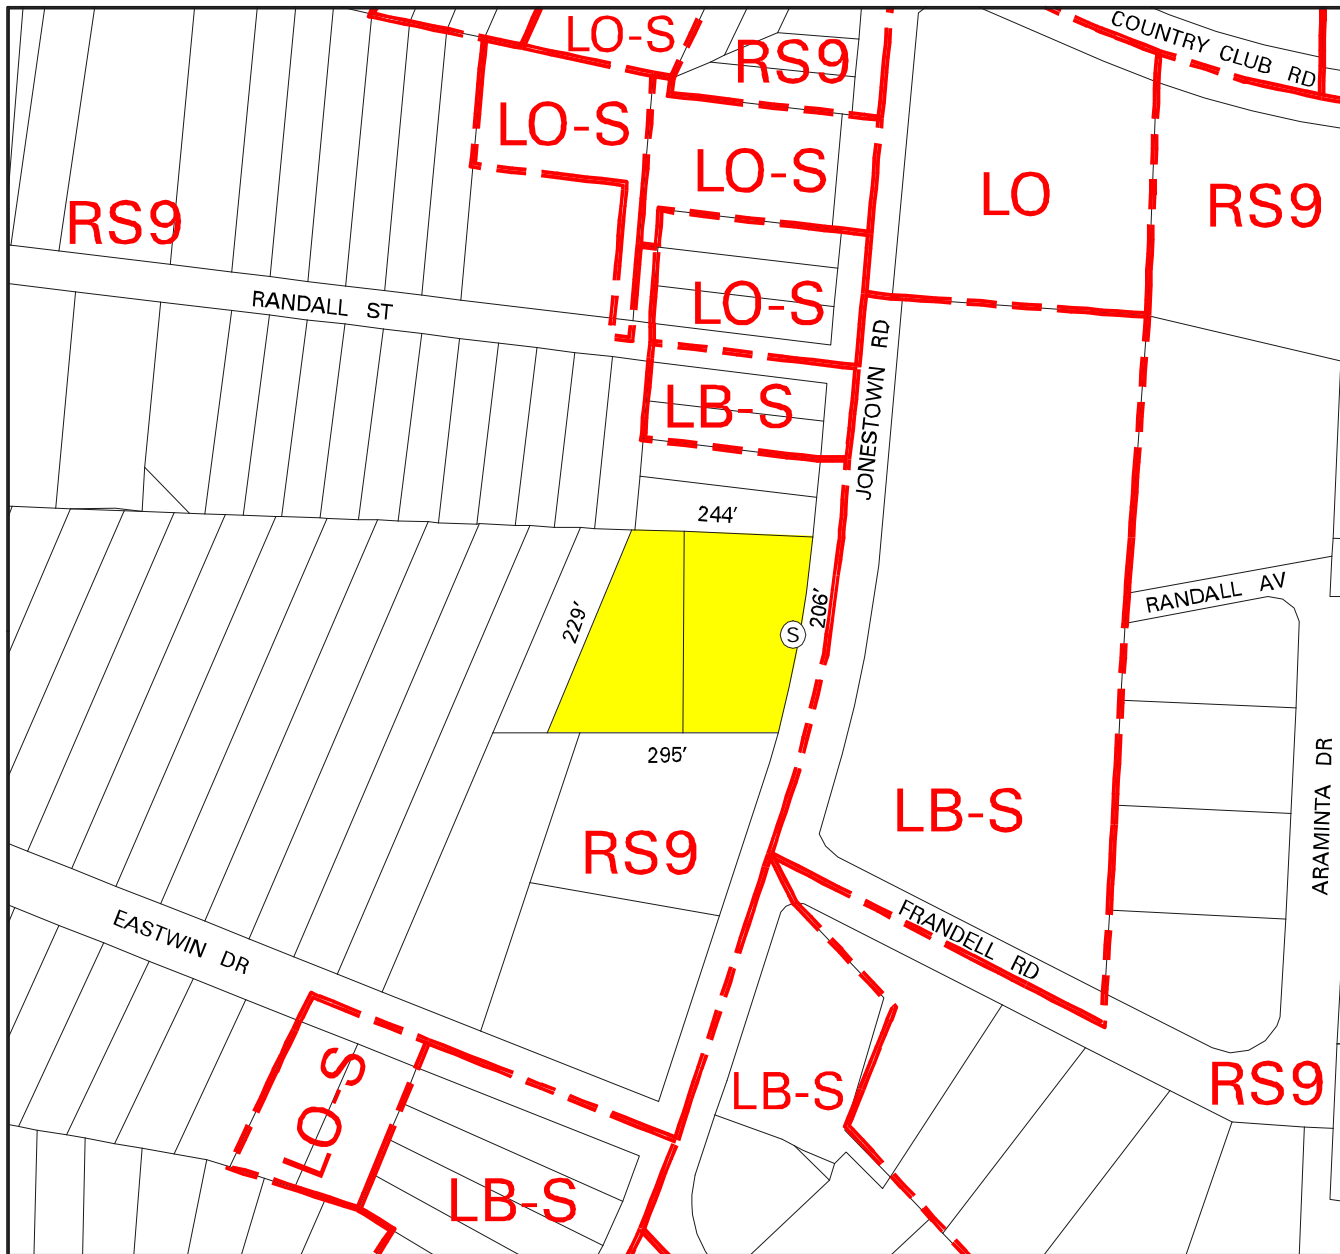 COUNTRY CLUB RD
LO-S
RS9
LO-S
LO-S
LO
RS9
RS9
RANDALL ST
LO-S
JONESTOWN RD
LB-S
244'
229'
206'
S
RANDALL AV
295'
ARAMINTA DR
LB-S
RS9
FRANDELL RD
EASTWIN DR
LO-S
LB-S
RS9
LB-S